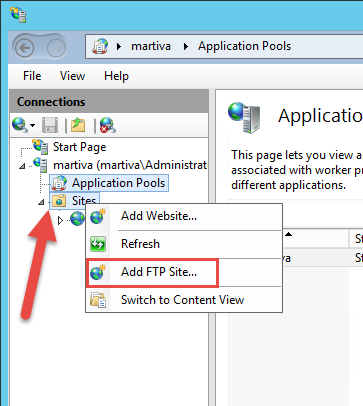 martiva Application Pools
File View Help
Connections
Start Page
martiva (martiva\Administrat
Application Pools
Sites
Add Website...
Refresh
Add FTP Site...
Switch to Content View
Application
This page lets you view a
associated with worker pr
different applications.
St
va St